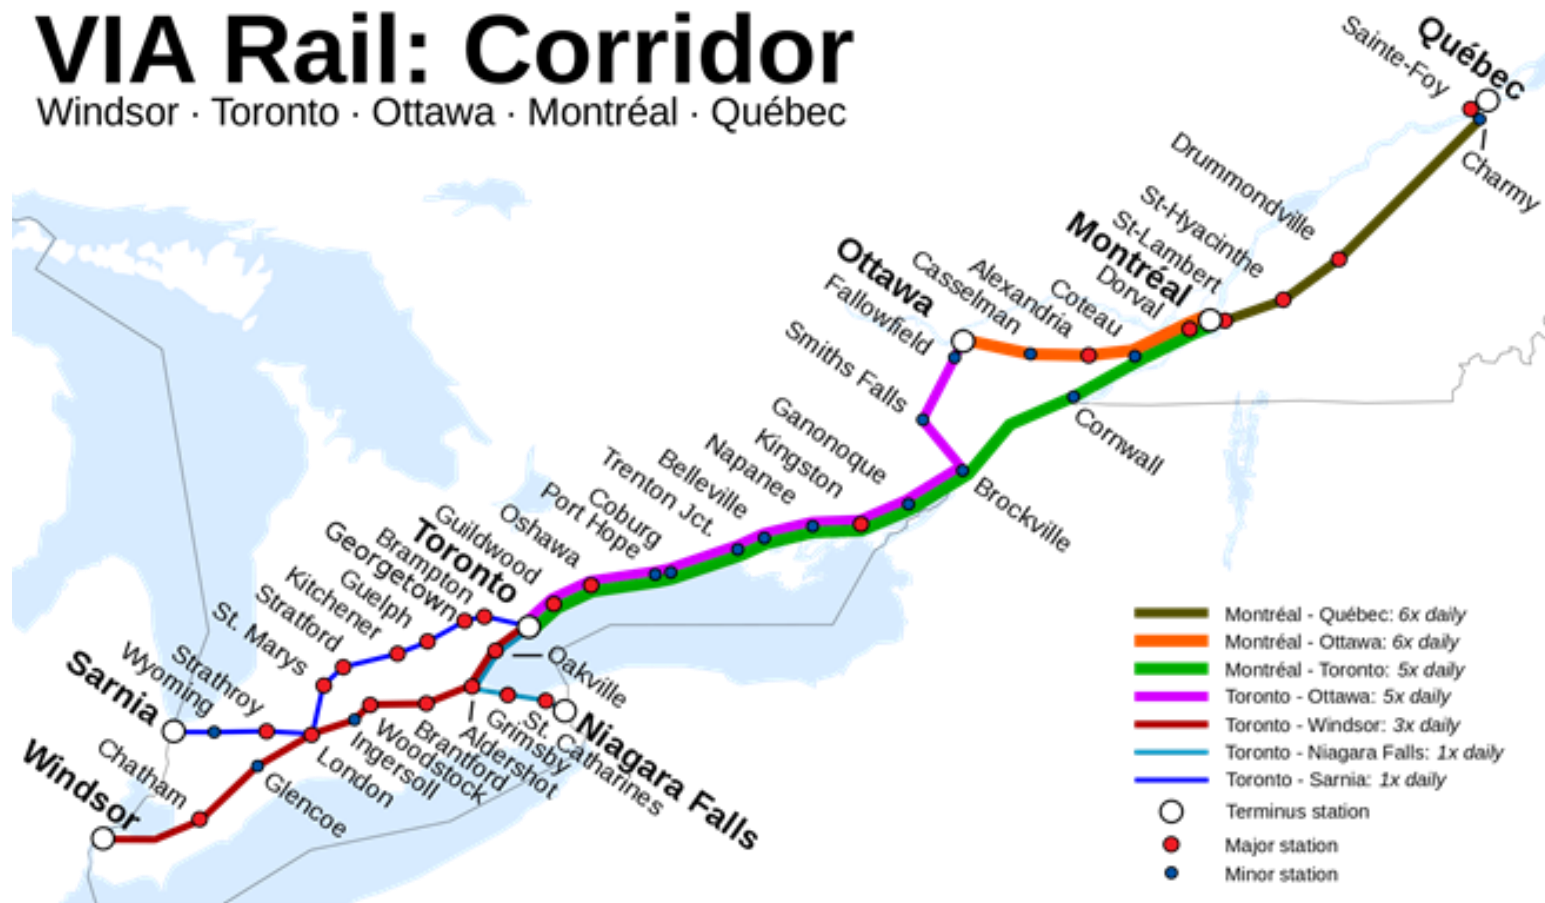 VIA Rail: Corridor
Windsor · Toronto · Ottawa · Montréal · Québec
Québec
Sainte-Foy
Charmy
Drummondville
St-Hyacinthe
St-Lambert
Montréal
Dorval
Coteau
Alexandria
Casselman
Ottawa
Fallowfield
Smiths Falls
Cornwall
Brockville
Ganonoque
Kingston
Napanee
Belleville
Trenton Jct.
Coburg
Port Hope
Oshawa
Guildwood
Toronto
Brampton
Georgetown
Guelph
Kitchener
Stratford
St. Marys
Strathroy
Wyoming
Sarnia
Oakville
Niagara Falls
St. Catharines
Grimsby
Aldershot
Brantford
Woodstock
Ingersoll
London
Glencoe
Chatham
Windsor
Montréal - Québec: 6x daily
Montréal - Ottawa: 6x daily
Montréal - Toronto: 5x daily
Toronto - Ottawa: 5x daily
Toronto - Windsor: 3x daily
Toronto - Niagara Falls: 1x daily
Toronto - Sarnia: 1x daily
Terminus station
Major station
Minor station